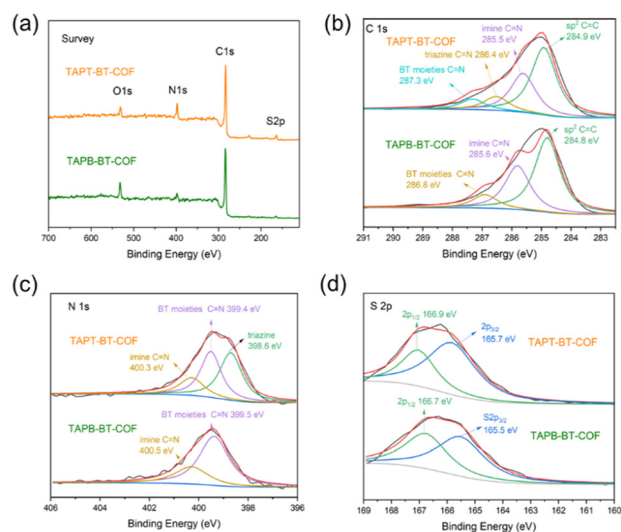 (a)
Survey
C1s
TAPT-BT-COF
O1s
N1s
S2p
TAPB-BT-COF
700 600 500 400 300 200
Binding Energy (eV)
(b)
C 1s
TAPT-BT-COF
imine C=N
285.5 eV
sp² C=C
284.9 eV
triazine C=N 286.4 eV
BT moieties C=N
287.3 eV
TAPB-BT-COF
imine C=N
285.6 eV
sp² C=C
284.8 eV
BT moieties C=N
286.8 eV
291 290 289 288 287 286 285 284 283
Binding Energy (eV)
(c)
N 1s
BT moieties C=N 399.4 eV
TAPT-BT-COF
triazine
398.6 eV
imine C=N
400.3 eV
BT moieties C=N 399.5 eV
TAPB-BT-COF
imine C=N
400.5 eV
406 404 402 400 398 396
Binding Energy (eV)
(d)
S 2p
2p1/2 166.9 eV
2p3/2
165.7 eV
TAPT-BT-COF
2p1/2 166.7 eV
S2p3/2
165.5 eV
TAPB-BT-COF
169 168 167 166 165 164 163 162 161 160
Binding Energy (eV)